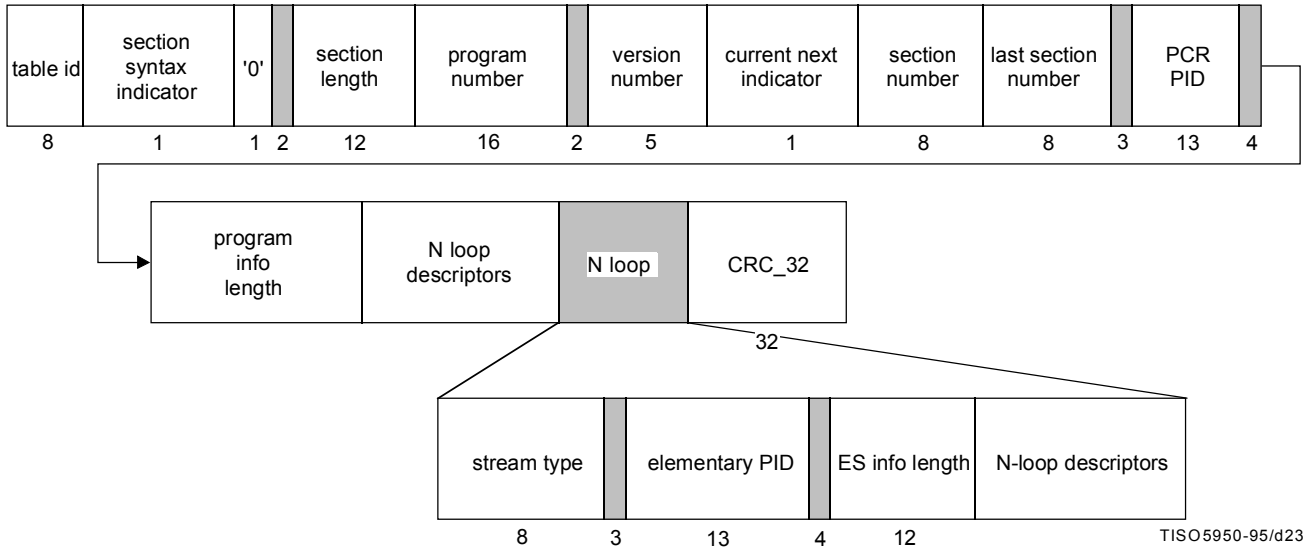 table id
section
syntax
indicator
'0'
section
length
program
number
version
number
current next
indicator
section
number
last section
number
PCR
PID
8 1 1 2 12 16 2 5 1 8 8 3 13 4
program
info
length
N loop
descriptors
N loop
CRC_32
32
stream type
elementary PID
ES info length
N-loop descriptors
8 3 13 4 12
TISO5950-95/d23